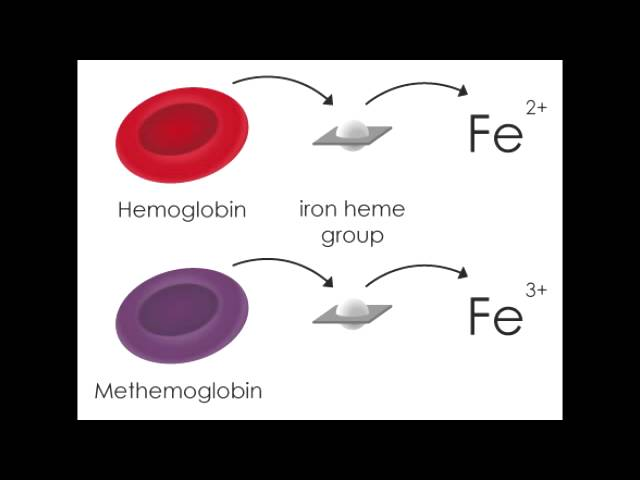 Fe2+
Hemoglobin
iron heme
group
Fe3+
Methemoglobin